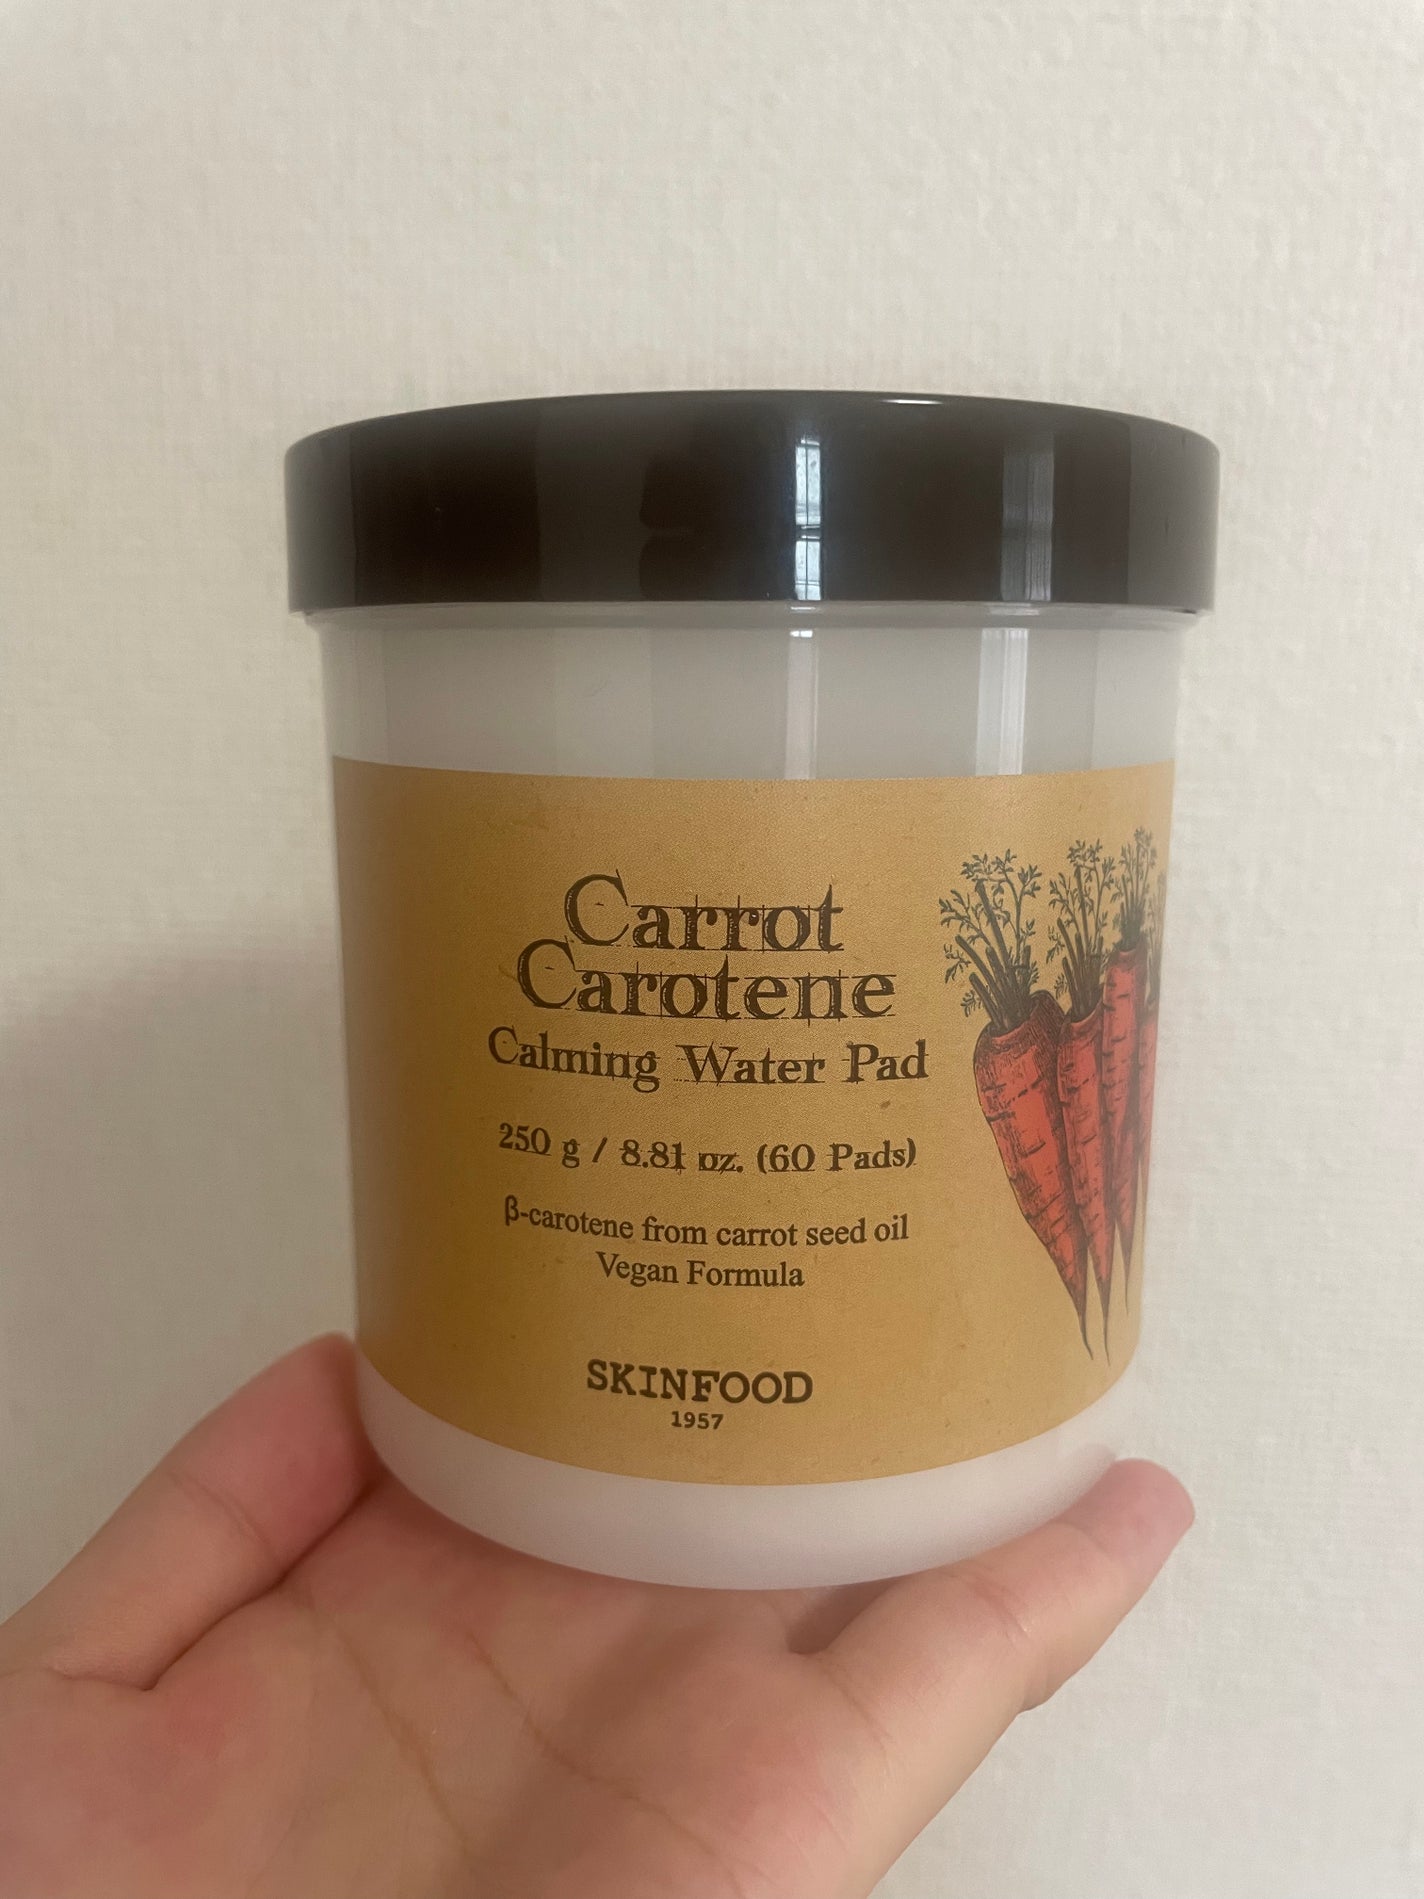 Carrot
Carotene
Calming Water Pad
250 g / 8.81 oz. (60 Pads)
β-carotene from carrot seed oil
Vegan Formula
SKINFOOD
1957